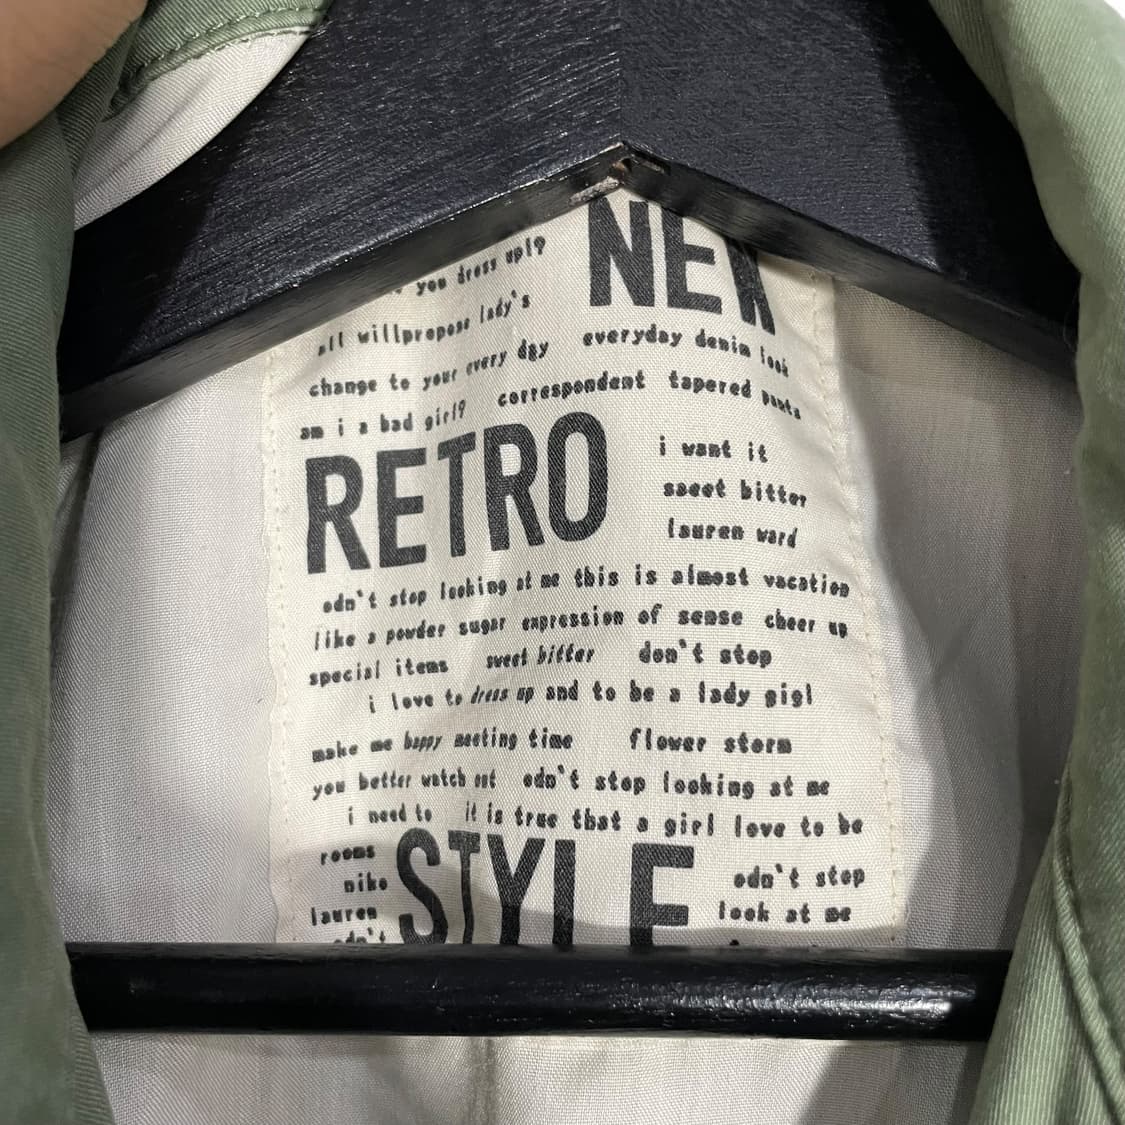 you dress up!?
NEW
all willpropose lady's
change to your every day everyday denim look
am i a bad girl? correspondent tapered pants
RETRO
i want it
sweet bitter
lauren ward
odn't stop looking at me this is almost vacation
like a powder sugar expression of sense cheer up
special items sweet bitter don't stop
i love to dress up and to be a lady gigl
make me happy meeting time flower storm
you better watch out odn't stop looking at me
i need to it is true that a girl love to be
STYLE
rooms
niko
lauren
odn't
odn't stop
look at me